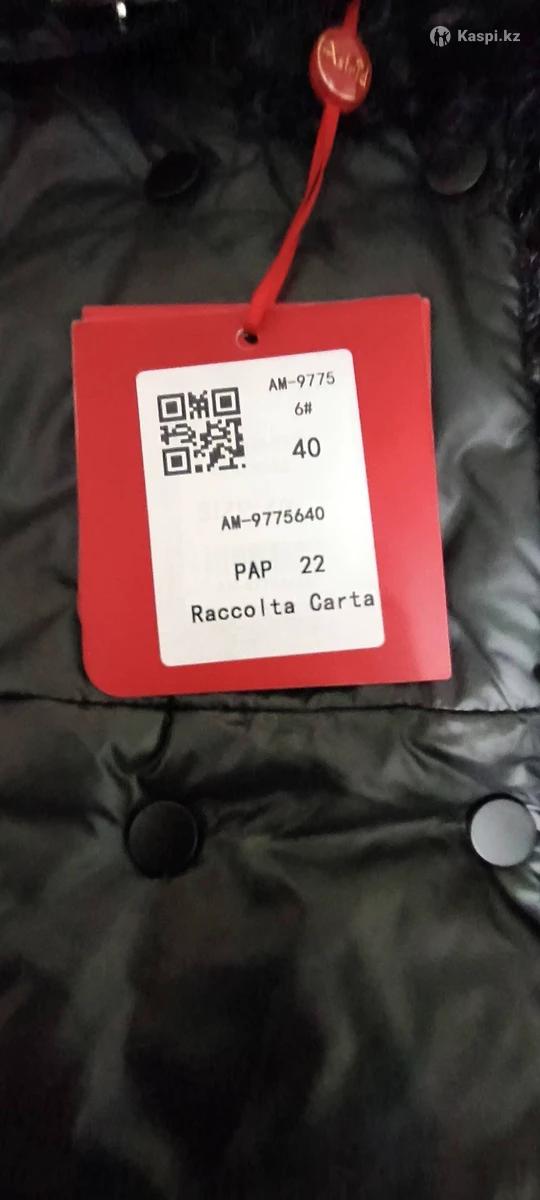 Kaspi.kz
AM-9775
6#
40
AM-9775640
PAP 22
Raccolta Carta